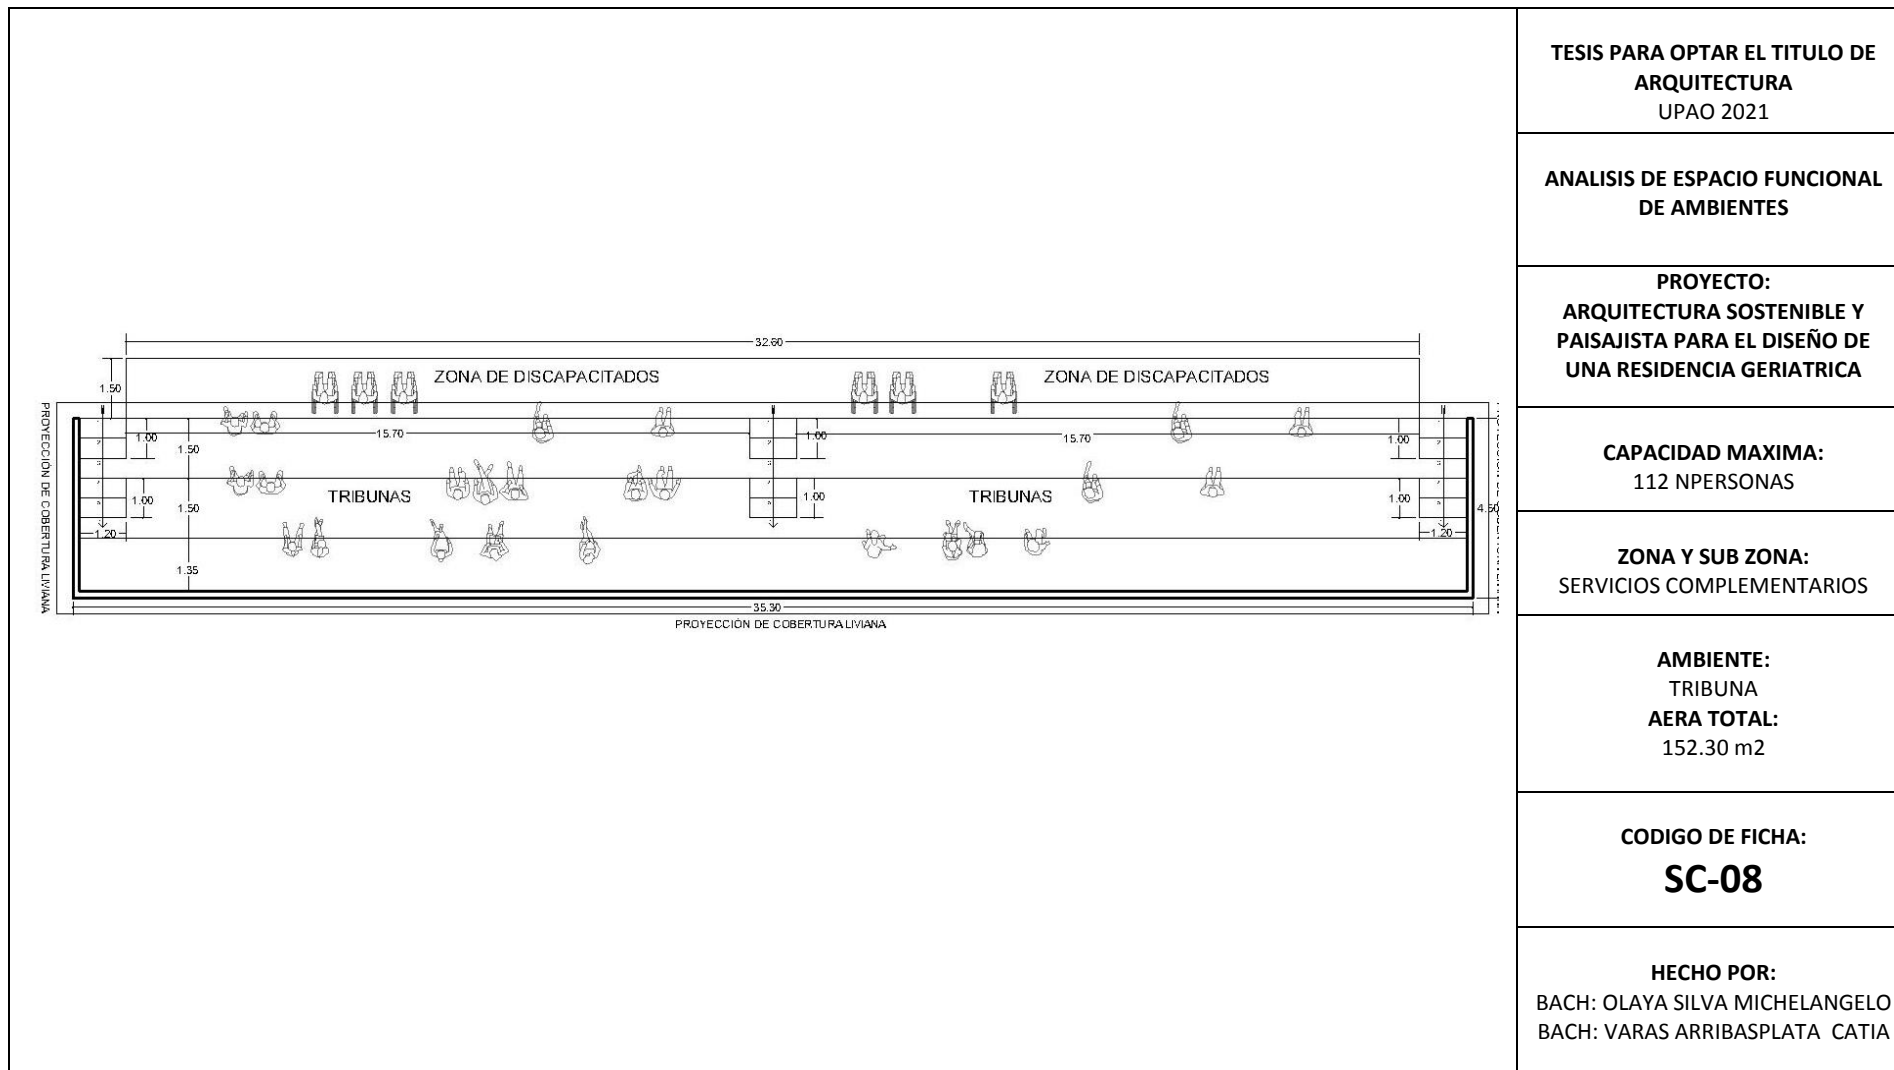 32.60
1.50
ZONA DE DISCAPACITADOS
ZONA DE DISCAPACITADOS
PROYECCIÓN DE COBERTURA LIVIANA
1.00
1.50
15.70
1.00
15.70
1.00
1.00
1.50
TRIBUNAS
1.00
TRIBUNAS
1.00
4.50
1.20
1.20
1.35
35.30
PROYECCIÓN DE COBERTURA LIVIANA
TESIS PARA OPTAR EL TITULO DE
ARQUITECTURA
UPAO 2021
ANALISIS DE ESPACIO FUNCIONAL
DE AMBIENTES
PROYECTO:
ARQUITECTURA SOSTENIBLE Y
PAISAJISTA PARA EL DISEÑO DE
UNA RESIDENCIA GERIATRICA
CAPACIDAD MAXIMA:
112 NPERSONAS
ZONA Y SUB ZONA:
SERVICIOS COMPLEMENTARIOS
AMBIENTE:
TRIBUNA
AERA TOTAL:
152.30 m2
CODIGO DE FICHA:
SC-08
HECHO POR:
BACH: OLAYA SILVA MICHELANGELO
BACH: VARAS ARRIBASPLATA  CATIA